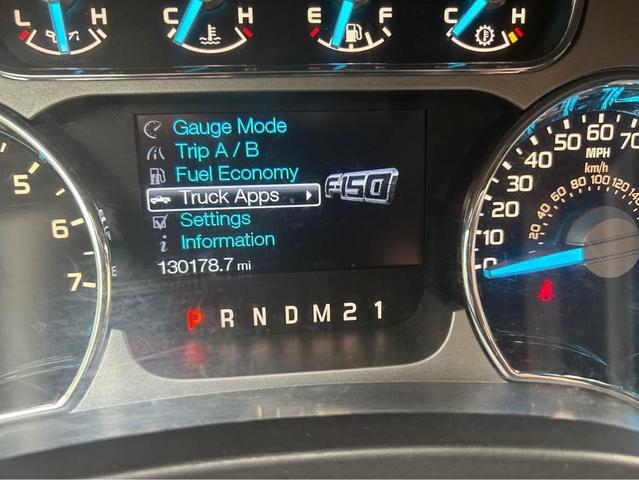 L H C H E F C H
Gauge Mode
Trip A / B
Fuel Economy
Truck Apps
F-150
Settings
Information
130178.7 mi
P R N D M 2 1
5
6
7
0
10
20
30
40
50
60
70
MPH
km/h
20 40 60 80 100 120 140